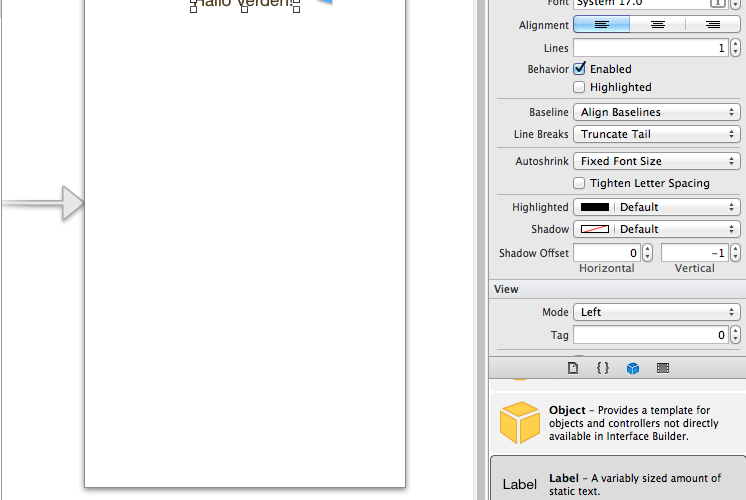 Hallo Verden!
Font System 17.0
Alignment
Lines 1
Behavior Enabled
Highlighted
Baseline Align Baselines
Line Breaks Truncate Tail
Autoshrink Fixed Font Size
Tighten Letter Spacing
Highlighted Default
Shadow Default
Shadow Offset 0 -1
Horizontal Vertical
View
Mode Left
Tag 0
{ }
Object – Provides a template for
objects and controllers not directly
available in Interface Builder.
Label Label – A variably sized amount of
static text.